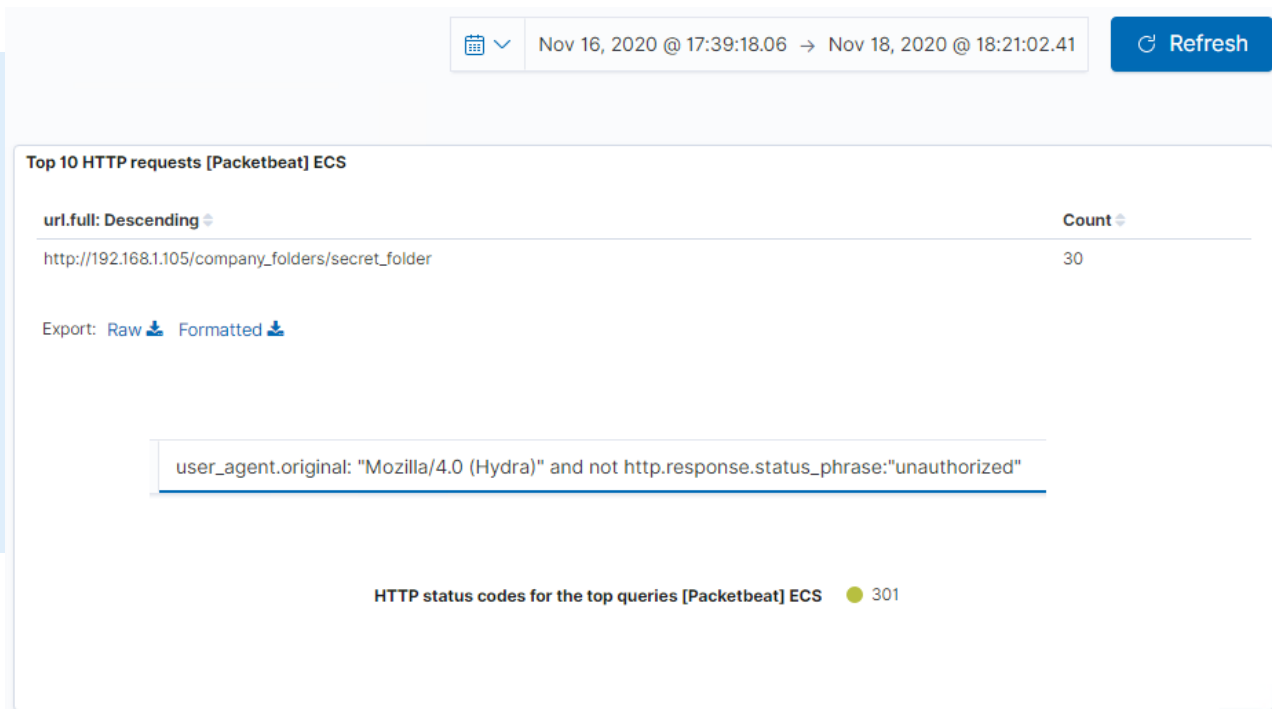 Nov 16, 2020 @ 17:39:18.06 → Nov 18, 2020 @ 18:21:02.41 Refresh
Top 10 HTTP requests [Packetbeat] ECS
url.full: Descending Count
http://192.168.1.105/company_folders/secret_folder 30
Export: Raw Formatted
user_agent.original: "Mozilla/4.0 (Hydra)" and not http.response.status_phrase:"unauthorized"
HTTP status codes for the top queries [Packetbeat] ECS 301